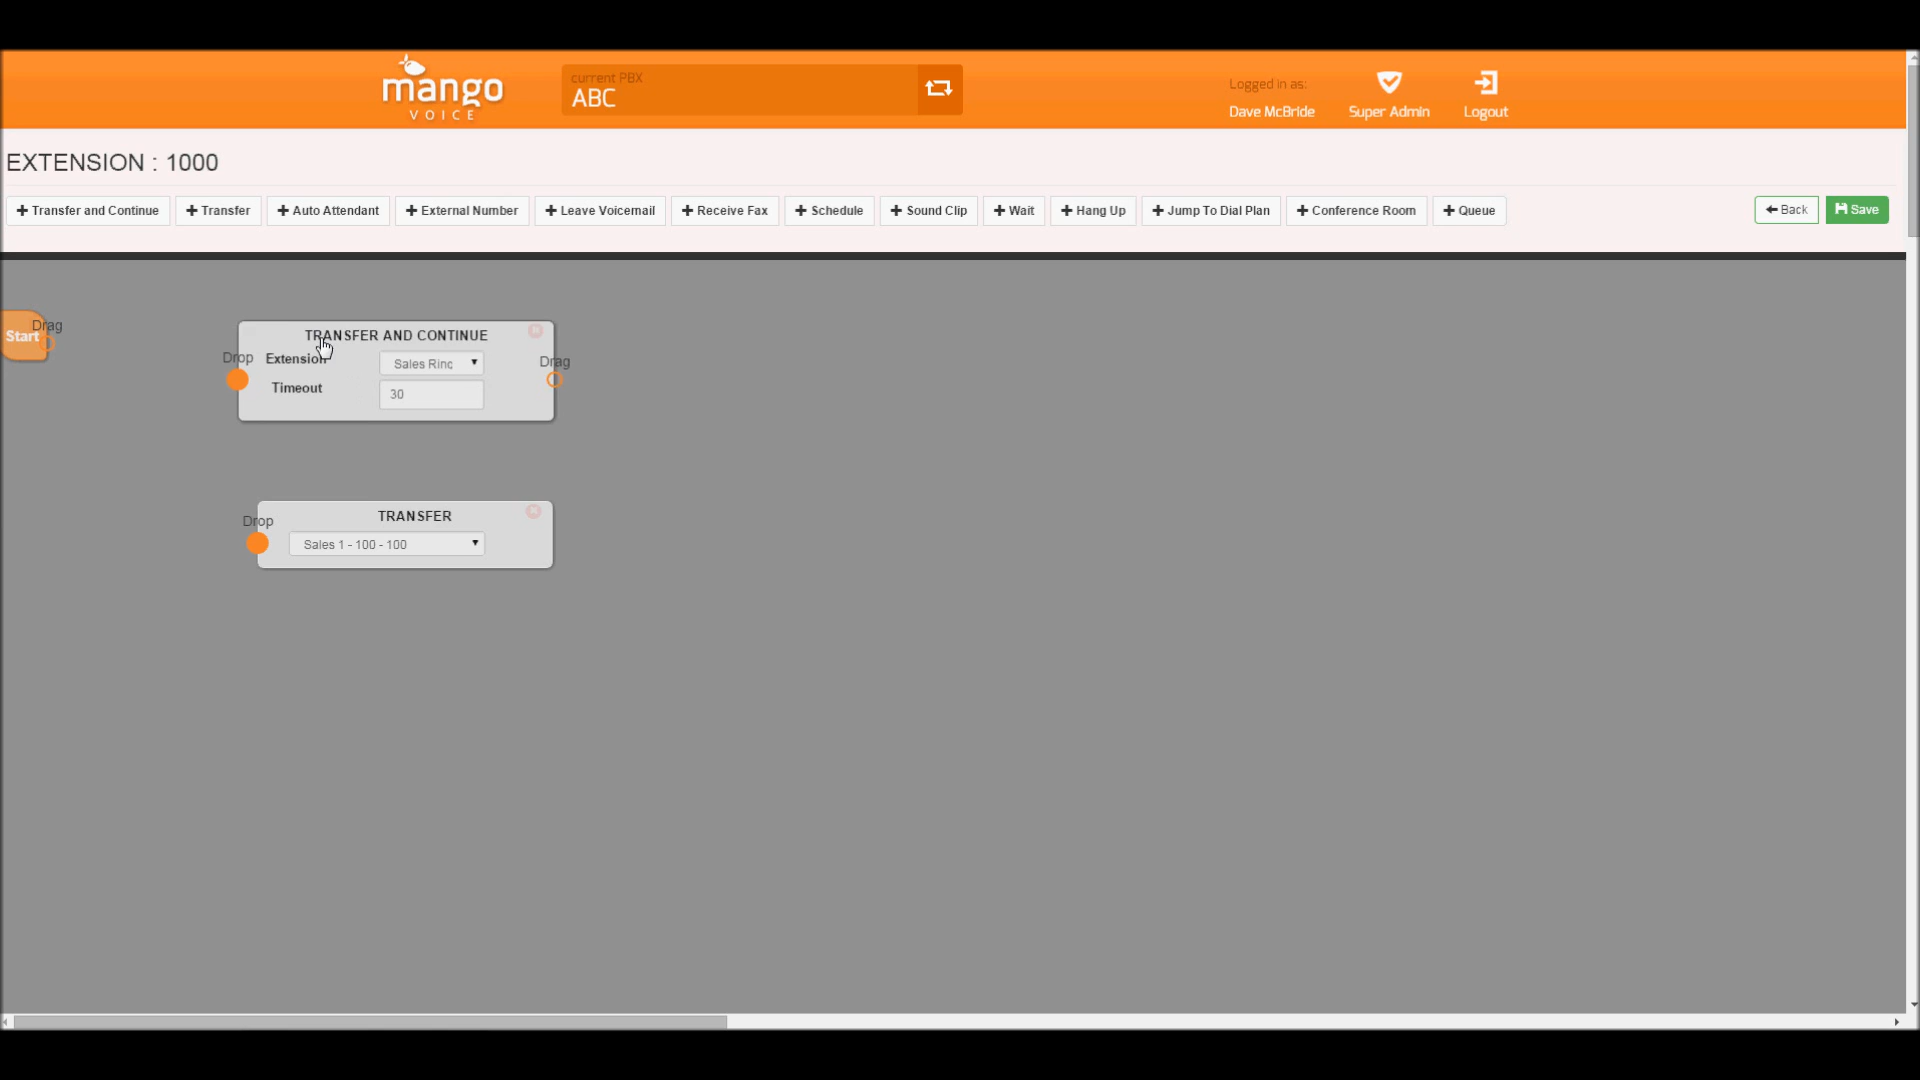 mango
VOICE
current PBX
ABC
Logged in as:
Dave McBride
Super Admin
Logout
EXTENSION : 1000
Transfer and Continue
Transfer
Auto Attendant
External Number
Leave Voicemail
Receive Fax
Schedule
Sound Clip
Wait
Hang Up
Jump To Dial Plan
Conference Room
Queue
Back
Save
Start
Drag
TRANSFER AND CONTINUE
Drop
Extension
Sales Rinc
Drag
Timeout
30
TRANSFER
Drop
Sales 1 - 100 - 100